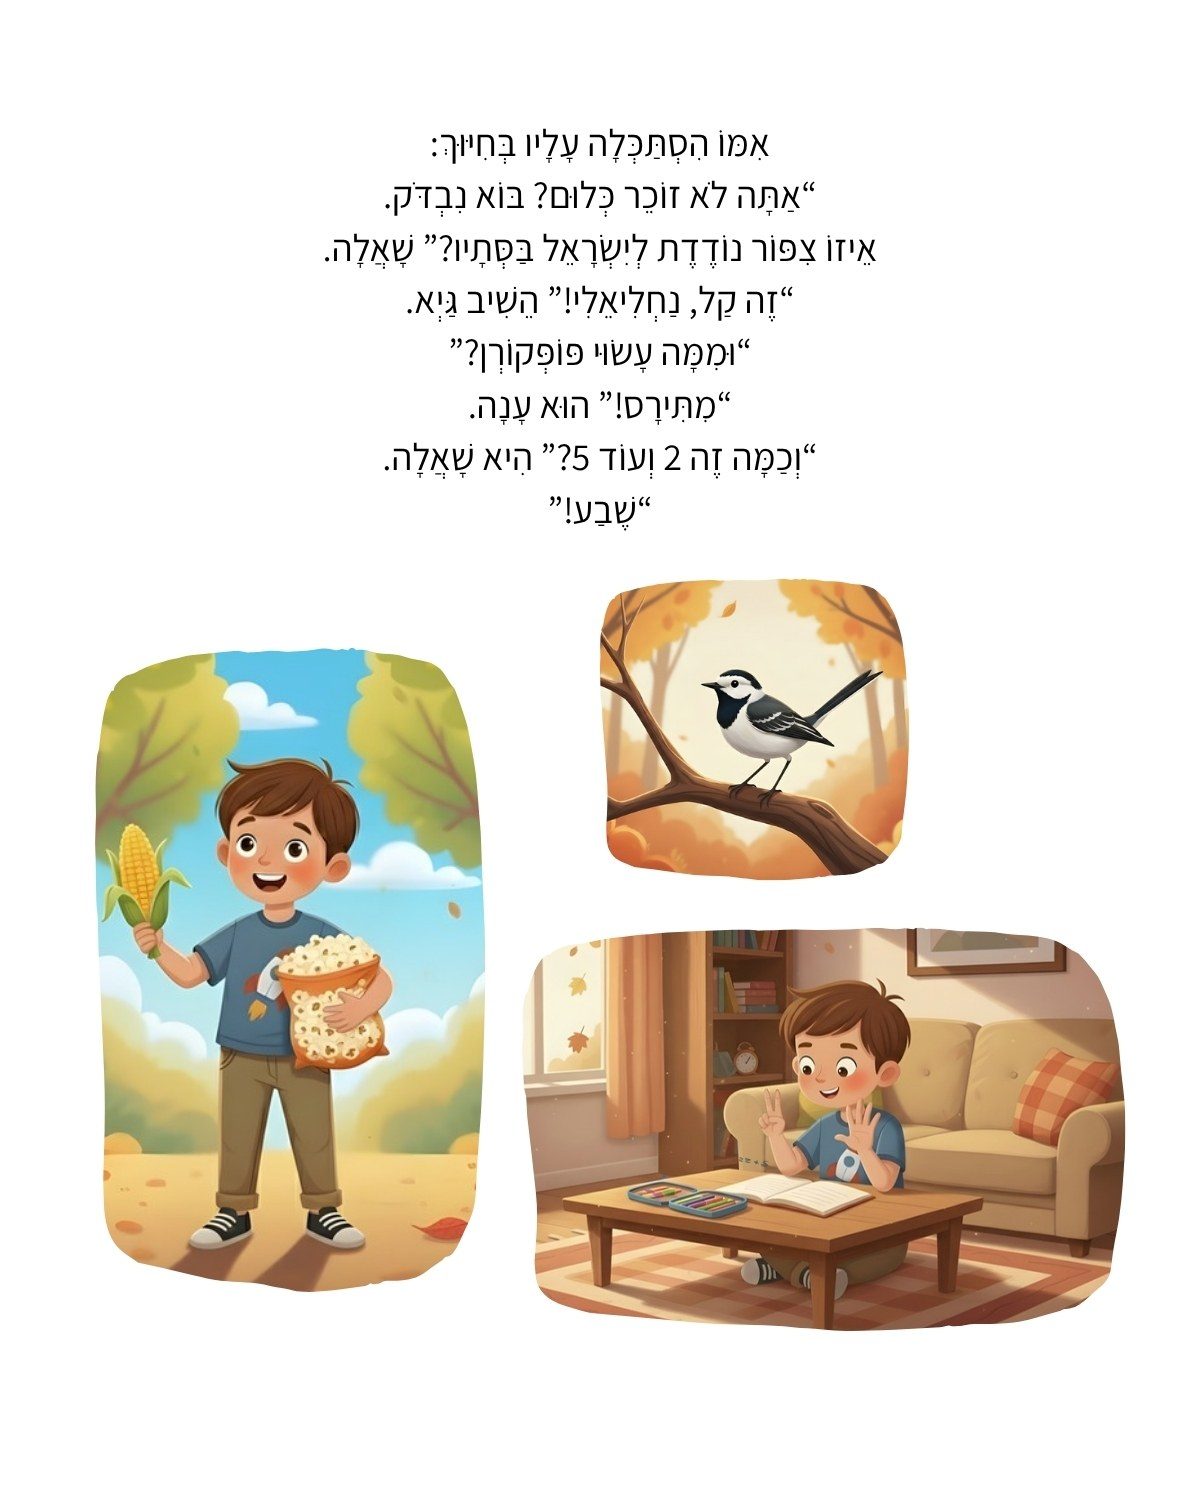 אִמּוֹ הִסְתַּכְּלָה עָלָיו בְּחִיּוּךְ:
“אַתָּה לֹא זוֹכֵר כְּלוּם? בּוֹא נִבְדֹּק.
אֵיזוֹ צִפּוֹר נוֹדֶדֶת לְיִשְׂרָאֵל בַּסְּתָיו?” שָׁאֲלָה.
“זֶה קַל, נַחְלִיאֵלִי!” הֵשִׁיב גַּיְא.
“וּמִמָּה עָשׂוּי פּוֹפְּקוֹרְן?”
“מִתִּירָס!” הוּא עָנָה.
“וְכַמָּה זֶה 2 וְעוֹד 5?” הִיא שָׁאֲלָה.
“שֶׁבַע!”